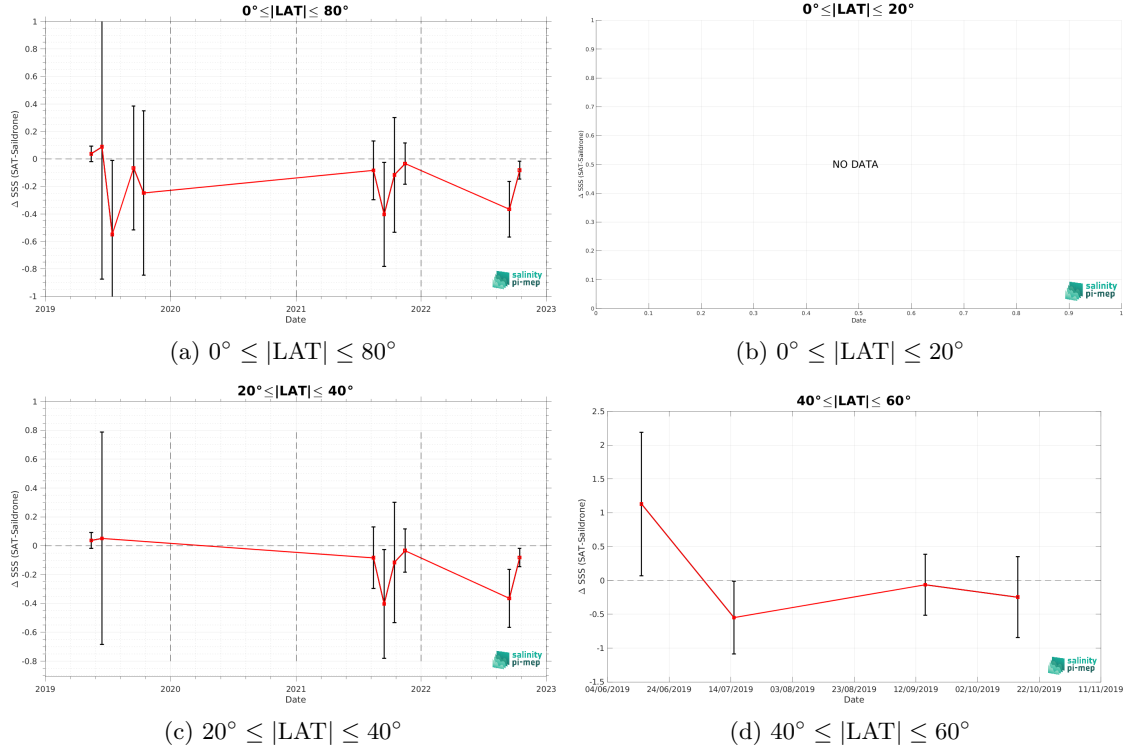 0°≤|LAT|≤ 80°
1
0.8
0.6
0.4
0.2
0
-0.2
-0.4
-0.6
-0.8
-1
Δ SSS (SAT-Saildrone)
2019
2020
2021
2022
2023
Date
salinity
pi-mep
(a) 0° ≤ |LAT| ≤ 80°
0°≤|LAT|≤ 20°
1
0.9
0.8
0.7
0.6
0.5
0.4
0.3
0.2
0.1
0
Δ SSS (SAT-Saildrone)
NO DATA
0
0.1
0.2
0.3
0.4
0.5
0.6
0.7
0.8
0.9
1
Date
salinity
pi-mep
(b) 0° ≤ |LAT| ≤ 20°
20°≤|LAT|≤ 40°
1
0.8
0.6
0.4
0.2
0
-0.2
-0.4
-0.6
-0.8
Δ SSS (SAT-Saildrone)
2019
2020
2021
2022
2023
Date
salinity
pi-mep
(c) 20° ≤ |LAT| ≤ 40°
40°≤|LAT|≤ 60°
2.5
2
1.5
1
0.5
0
-0.5
-1
-1.5
Δ SSS (SAT-Saildrone)
04/06/2019
24/06/2019
14/07/2019
03/08/2019
23/08/2019
12/09/2019
02/10/2019
22/10/2019
11/11/2019
Date
salinity
pi-mep
(d) 40° ≤ |LAT| ≤ 60°